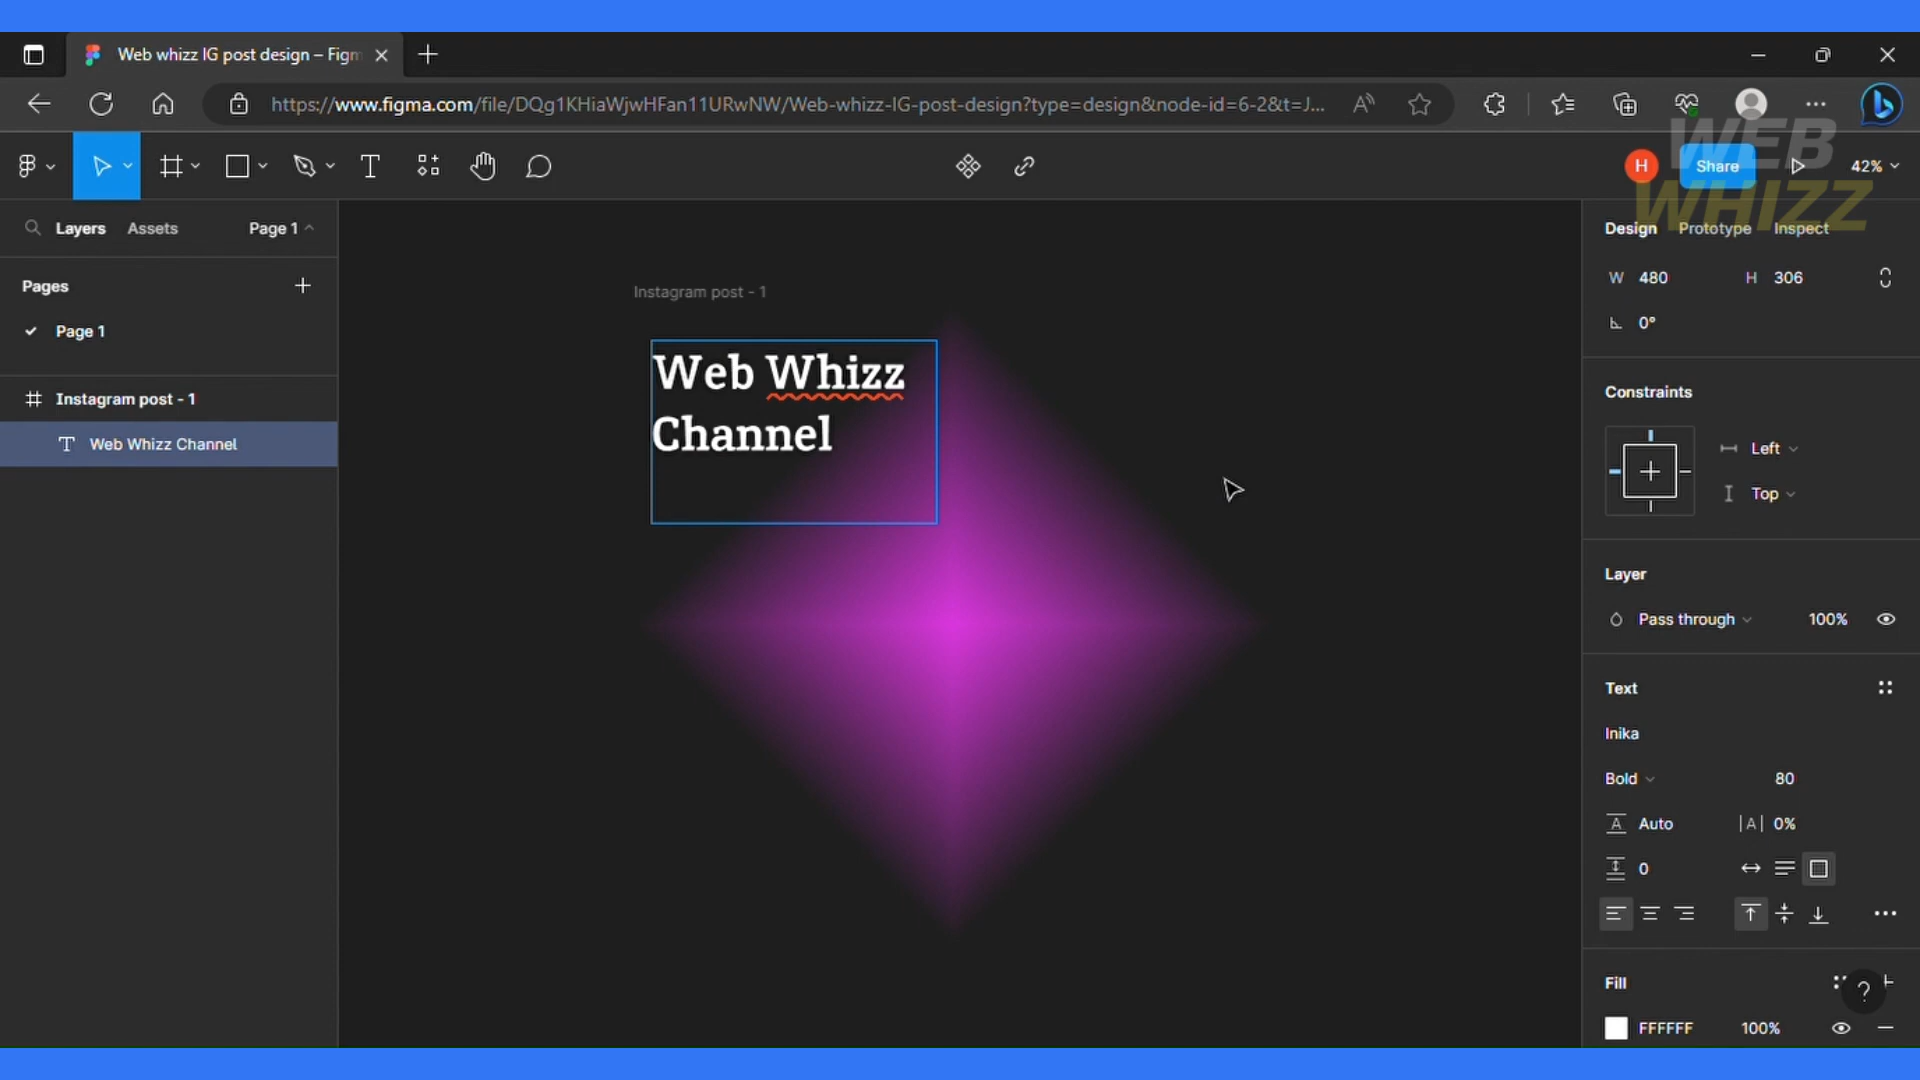 Web whizz IG post design – Figm
https://www.figma.com/file/DQg1KHiaWjwHFan11URwNW/Web-whizz-IG-post-design?type=design&node-id=6-2&t=J...
WEB
WHIZZ
H
Share
42%
Layers
Assets
Page 1
Design
Prototype
Inspect
Pages
Page 1
Instagram post - 1
Web Whizz Channel
Instagram post - 1
Web Whizz
Channel
W 480
H 306
0°
Constraints
Left
Top
Layer
Pass through
100%
Text
Inika
Bold
80
Auto
0%
0
Fill
?
FFFFFF
100%